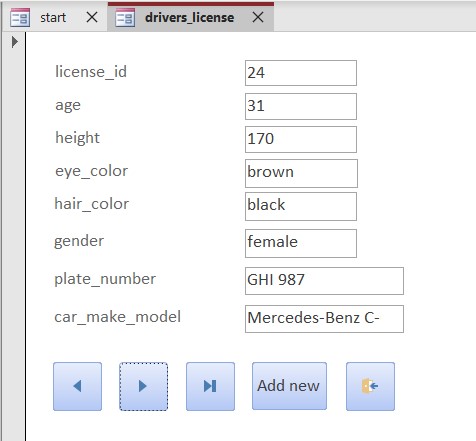 start
drivers_license
license_id 24
age 31
height 170
eye_color brown
hair_color black
gender female
plate_number GHI 987
car_make_model Mercedes-Benz C-
Add new